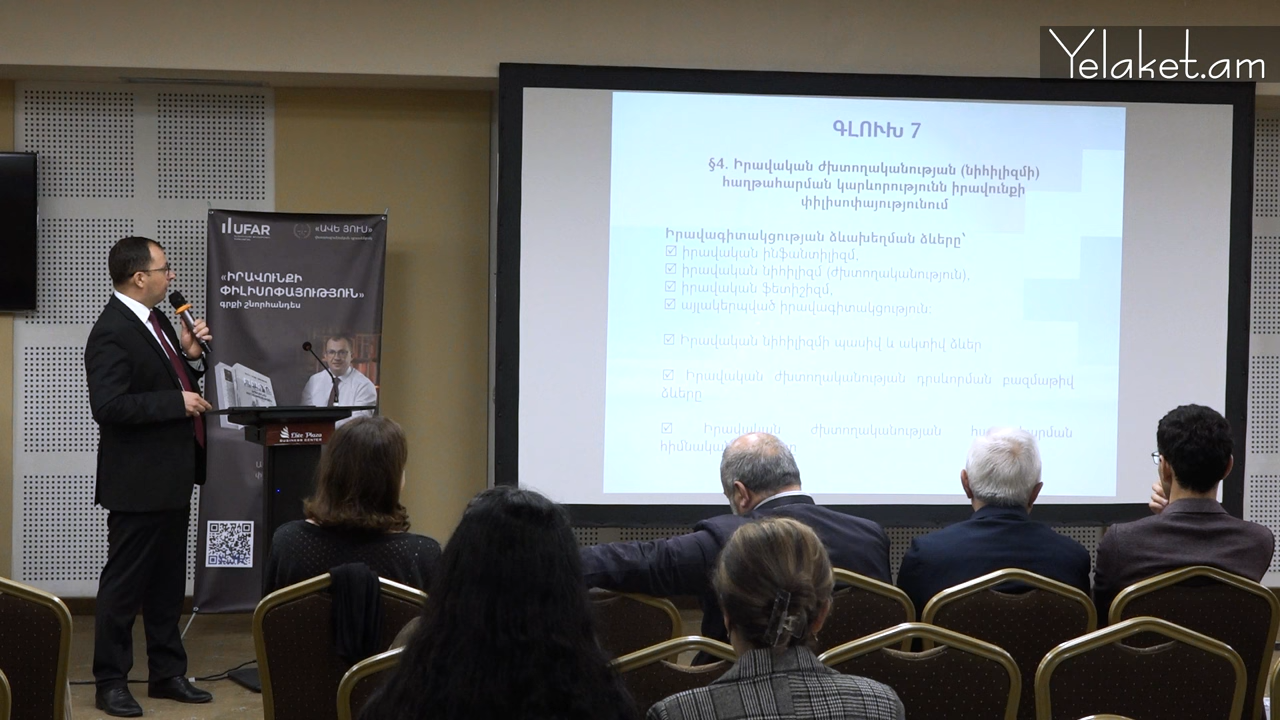 Yelaket.am
ԳԼՈՒԽ 7
§4. Իրավական ժխտողականության (նիհիլիզմի)
հաղթահարման կարևորությունն իրավունքի
փիլիսոփայությունում
Իրավագիտակցության ձևախեղման ձևերը՝
☑ իրավական ինֆանտիլիզմ,
☑ իրավական նիհիլիզմ (ժխտողականություն),
☑ իրավական ֆետիշիզմ,
☑ այլակերպված իրավագիտակցություն:
☑ Իրավական նիհիլիզմի պասիվ և ակտիվ ձևեր
☑ Իրավական ժխտողականության դրսևորման բազմաթիվ
ձևերը
☑ Իրավական ժխտողականության
UFAR
«ԱՎԵ ՅՈՒՍ»
«ԻՐԱՎՈՒՆՔԻ
ՓԻԼԻՍՈՓԱՅՈՒԹՅՈՒՆ»
գրքի շնորհանդես
Elite Plaza
BUSINESS CENTER